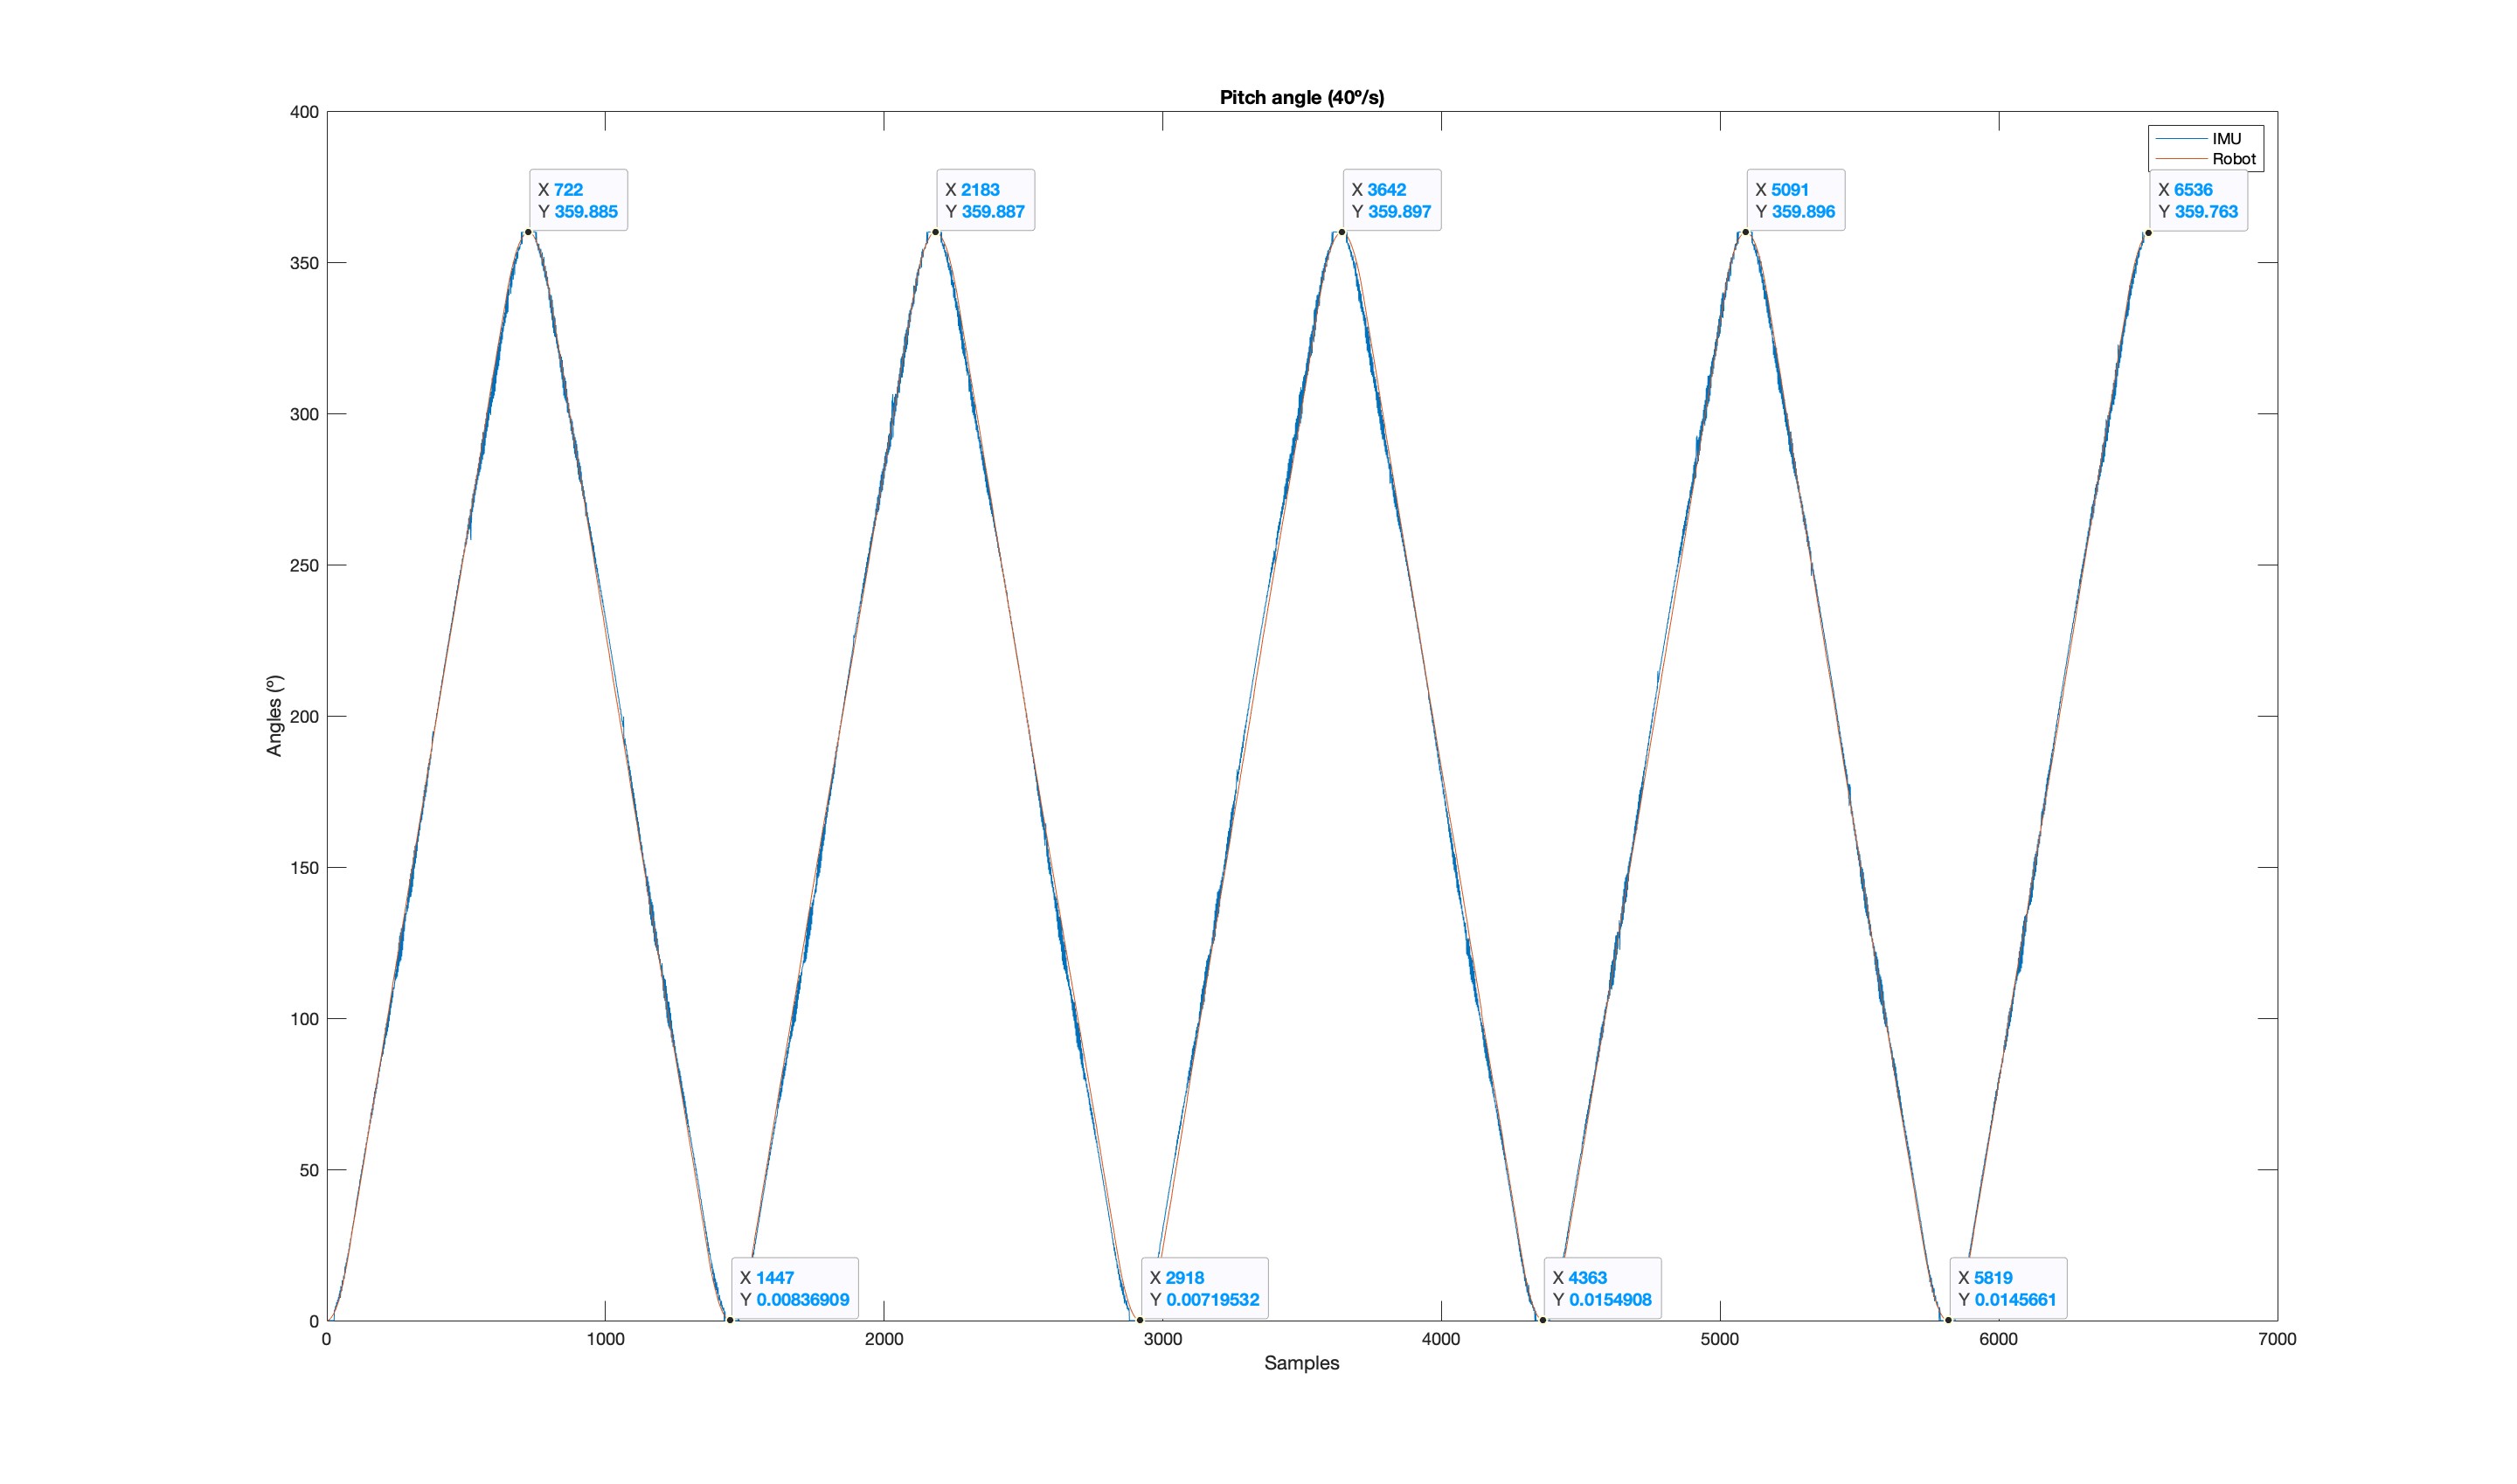 Pitch angle (40º/s)
400
350
300
250
200
150
100
50
0
Angles (º)
IMU
Robot
X 722
Y 359.885
X 2183
Y 359.887
X 3642
Y 359.897
X 5091
Y 359.896
X 6536
Y 359.763
X 1447
Y 0.00836909
X 2918
Y 0.00719532
X 4363
Y 0.0154908
X 5819
Y 0.0145661
0
1000
2000
3000
4000
5000
6000
7000
Samples